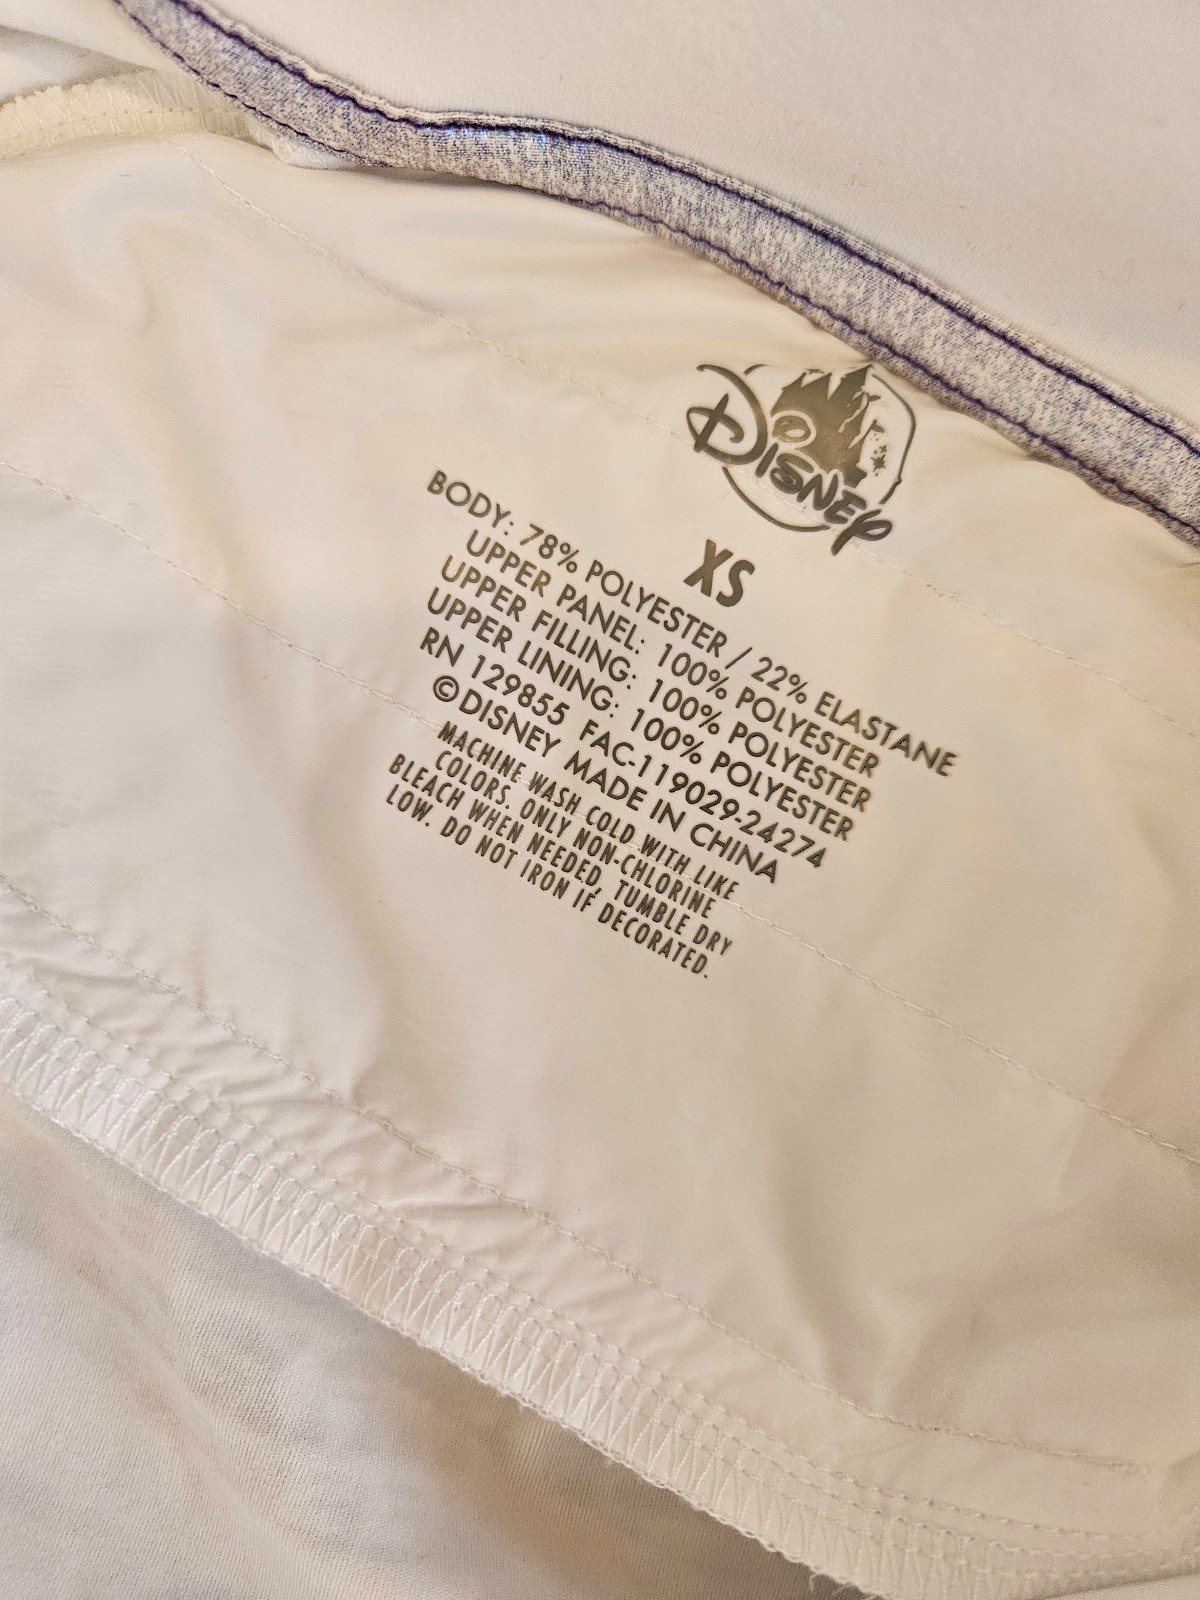 Disney
XS
BODY: 78% POLYESTER / 22% ELASTANE
UPPER PANEL: 100% POLYESTER
UPPER FILLING: 100% POLYESTER
UPPER LINING: 100% POLYESTER
RN 129855 FAC-119029-24274
©DISNEY MADE IN CHINA
MACHINE WASH COLD WITH LIKE
COLORS. ONLY NON-CHLORINE
BLEACH WHEN NEEDED, TUMBLE DRY
LOW. DO NOT IRON IF DECORATED.